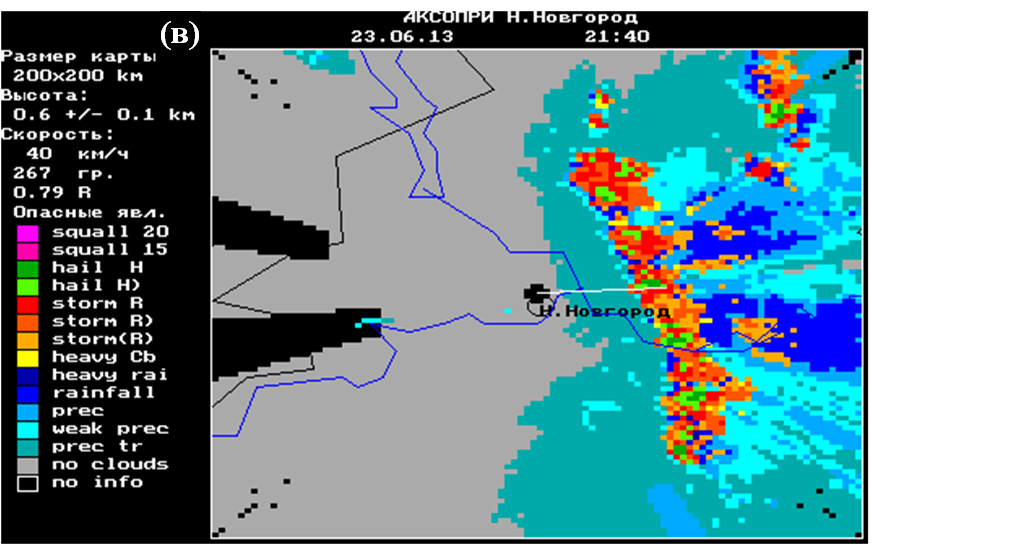 АКСОПРИ Н.Новгород
(в)
23.06.13 21:40
Размер карты
200x200 km
Высота:
0.6 +/- 0.1 km
Скорость:
40 км/ч
267 гр.
0.79 R
Опасные явл.
squall 20
squall 15
hail H
hail H)
storm R
storm R)
storm(R)
heavy Cb
heavy rai
rainfall
prec
weak prec
prec tr
no clouds
no info
Н.Новгород